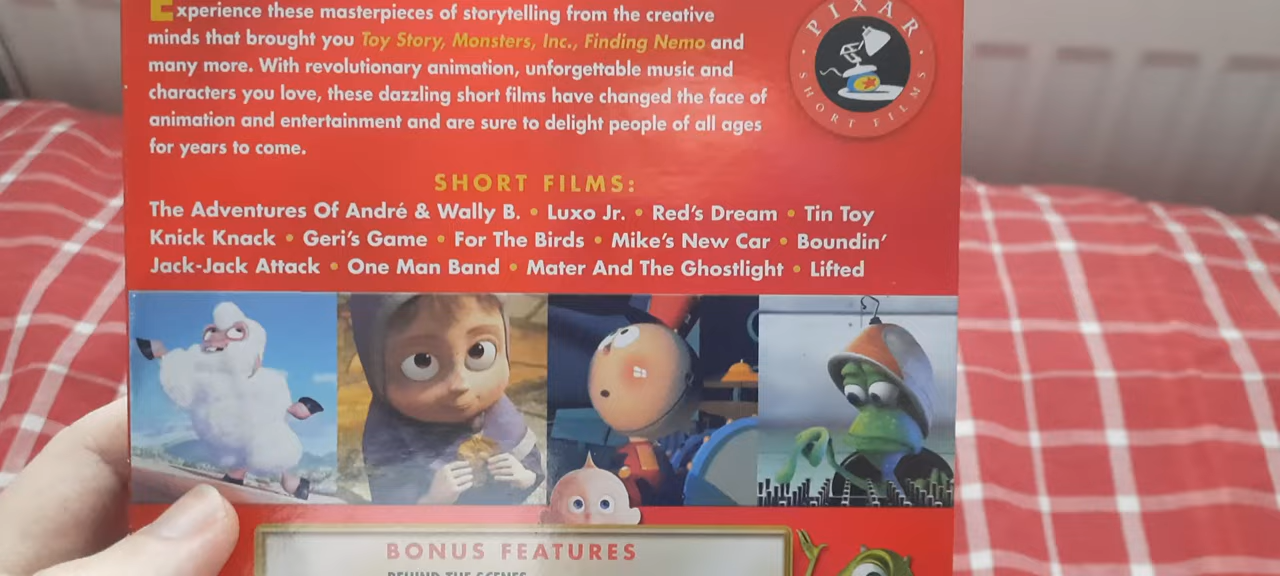 Experience these masterpieces of storytelling from the creative
minds that brought you Toy Story, Monsters, Inc., Finding Nemo and
many more. With revolutionary animation, unforgettable music and
characters you love, these dazzling short films have changed the face of
animation and entertainment and are sure to delight people of all ages
for years to come.
PIXAR
SHORT FILMS
SHORT FILMS:
The Adventures Of André & Wally B. • Luxo Jr. • Red's Dream • Tin Toy
Knick Knack • Geri's Game • For The Birds • Mike's New Car • Boundin'
Jack-Jack Attack • One Man Band • Mater And The Ghostlight • Lifted
BONUS FEATURES
BEHIND THE SCENES